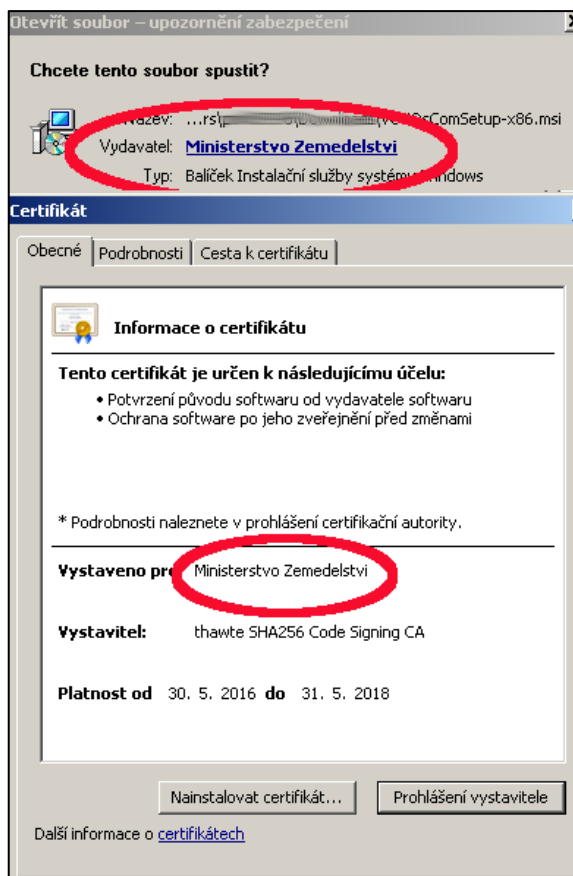 Otevřít soubor – upozornění zabezpečení
Chcete tento soubor spustit?
Název: ...rs\
Vydavatel: Ministerstvo Zemedelstvi
Typ: Balíček Instalační služby systému Windows
Certifikát
Obecné Podrobnosti Cesta k certifikátu
Informace o certifikátu
Tento certifikát je určen k následujícímu účelu:
• Potvrzení původu softwaru od vydavatele softwaru
• Ochrana software po jeho zveřejnění před změnami
* Podrobnosti naleznete v prohlášení certifikační autority.
Vystaveno pro Ministerstvo Zemedelstvi
Vystavitel: thawte SHA256 Code Signing CA
Platnost od 30. 5. 2016 do 31. 5. 2018
Nainstalovat certifikát... Prohlášení vystavitele
Další informace o certifikátech